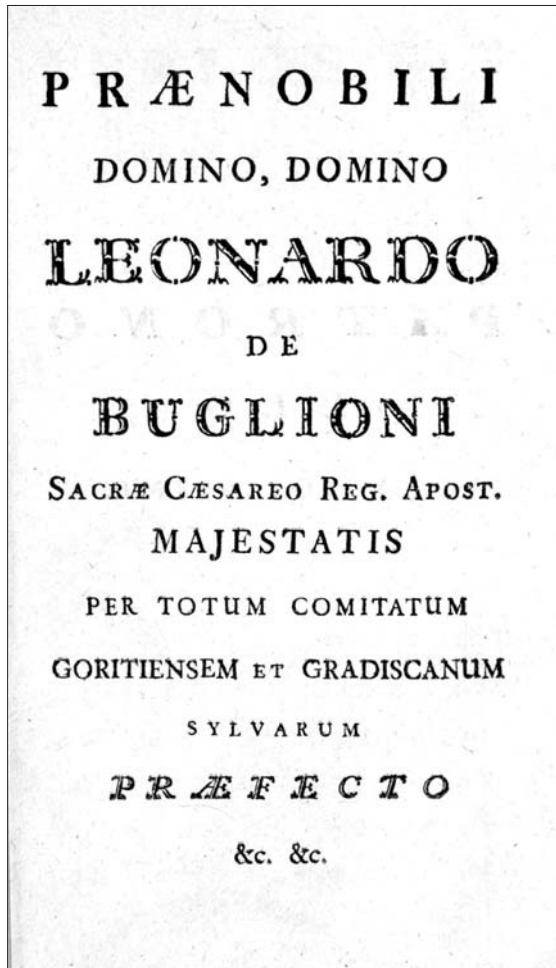 PRÆNOBILI
DOMINO, DOMINO
LEONARDO
DE
BUGLIONI
SACRÆ CÆSAREO REG. APOST.
MAJESTATIS
PER TOTUM COMITATUM
GORITIENSEM ET GRADISCANUM
SYLVARUM
PRÆFECTO
&c. &c.